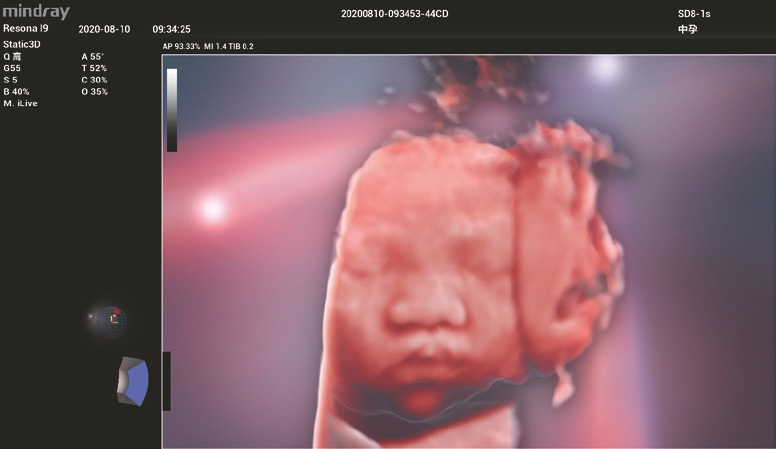 mindray
20200810-093453-44CD
SD8-1s
Resona I9
2020-08-10
09:34:25
中孕
Static3D
AP 93.33% MI 1.4 TIB 0.2
Q 高
A 55°
G55
T 52%
S 5
C 30%
B 40%
O 35%
M. iLive